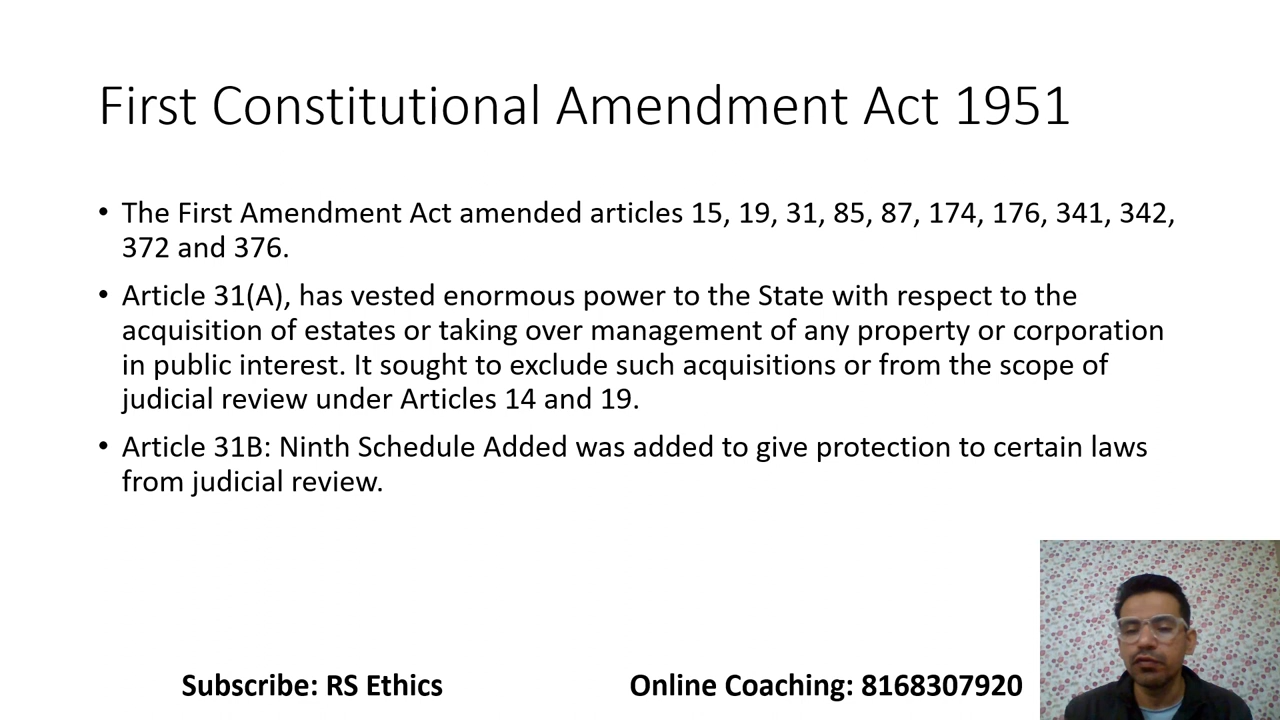 First Constitutional Amendment Act 1951
• The First Amendment Act amended articles 15, 19, 31, 85, 87, 174, 176, 341, 342,
372 and 376.
• Article 31(A), has vested enormous power to the State with respect to the
acquisition of estates or taking over management of any property or corporation
in public interest. It sought to exclude such acquisitions or from the scope of
judicial review under Articles 14 and 19.
• Article 31B: Ninth Schedule Added was added to give protection to certain laws
from judicial review.
Subscribe: RS Ethics
Online Coaching: 8168307920